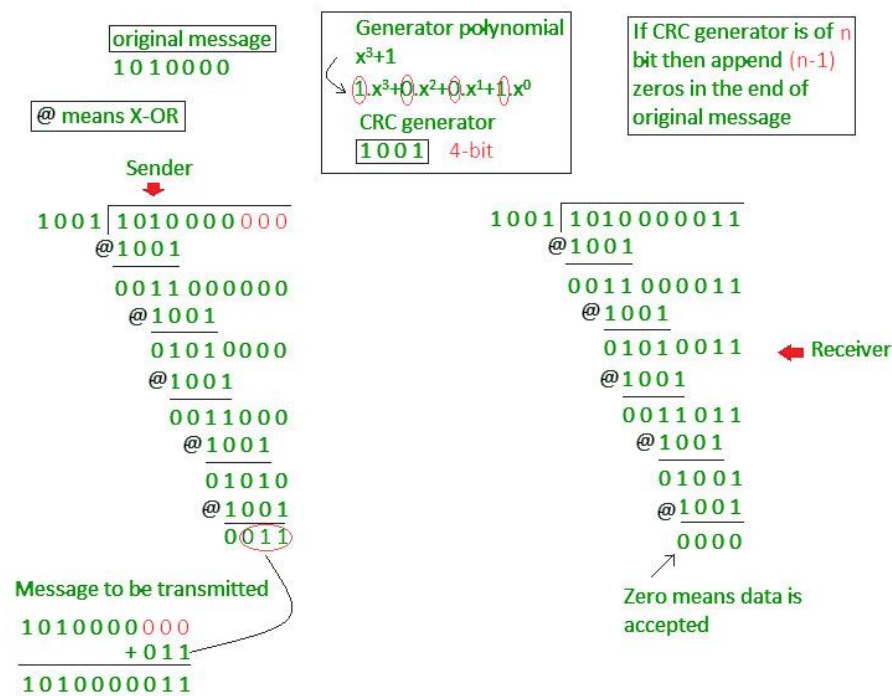 original message
1010000
@ means X-OR
Generator polynomial
x³+1
1.x³+0.x²+0.x¹+1.x⁰
CRC generator
1001 4-bit
If CRC generator is of n
bit then append (n-1)
zeros in the end of
original message
Sender
1001 1010000000
@1001
0011000000
@1001
01010000
@1001
0011000
@1001
01010
@1001
0011
Message to be transmitted
1010000000
+011
1010000011
1001 1010000011
@1001
0011000011
@1001
01010011
@1001
0011011
@1001
01001
@1001
0000
Receiver
Zero means data is
accepted